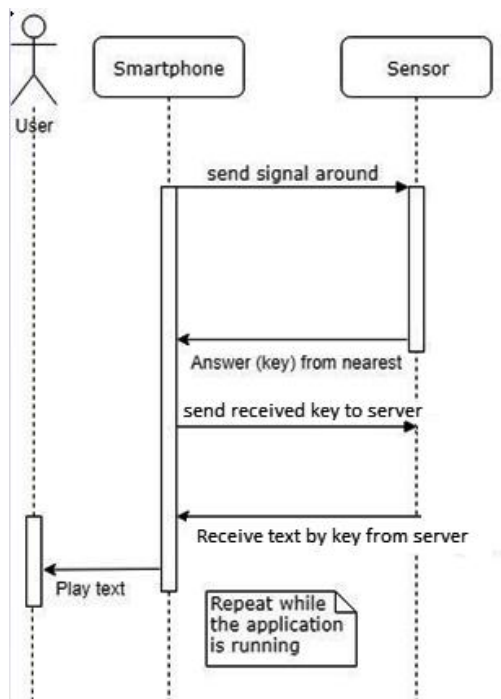 Smartphone
Sensor
User
send signal around
Answer (key) from nearest
send received key to server
Receive text by key from server
Play text
Repeat while
the application
is running